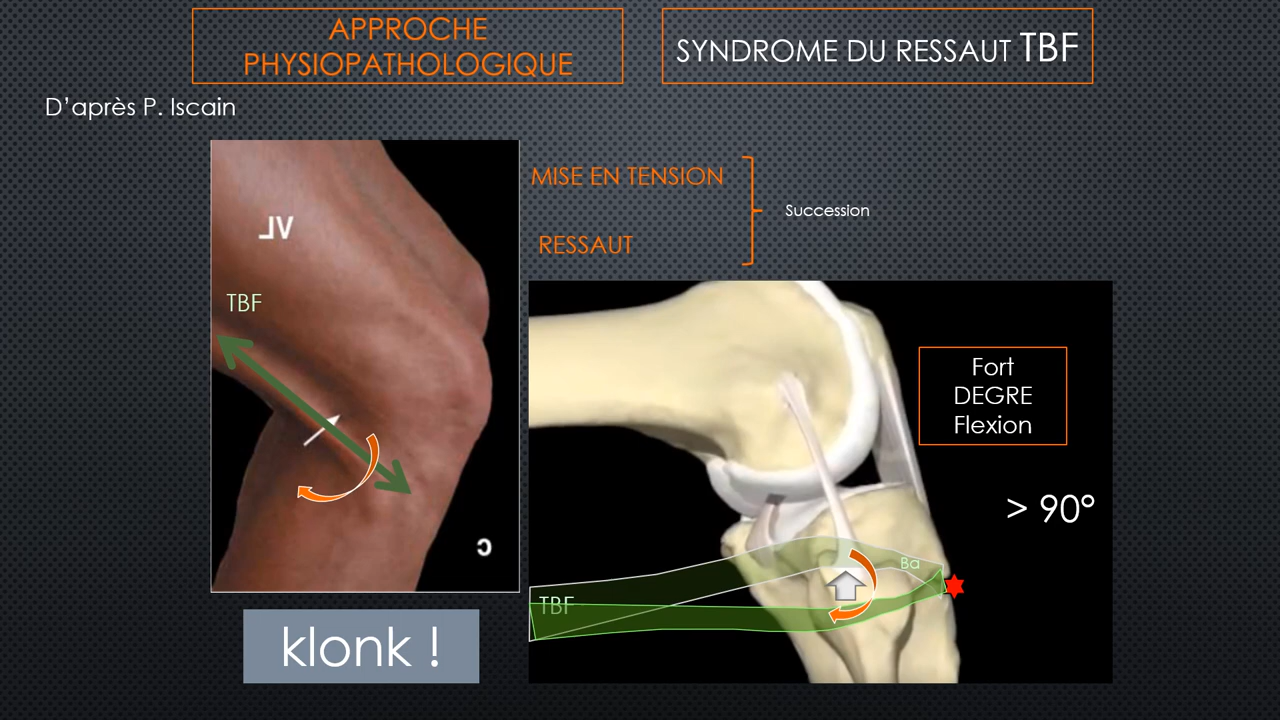 APPROCHE
PHYSIOPATHOLOGIQUE
SYNDROME DU RESSAUT TBF
D'après P. Iscain
MISE EN TENSION
Succession
RESSAUT
VL
TBF
C
Fort
DEGRE
Flexion
> 90°
Ba
TBF
klonk !